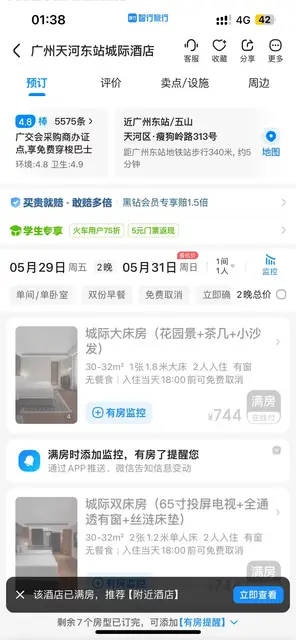 01:38
智行旅行
4G
42
广州天河东站城际酒店
客服
收藏
分享
更多
预订
评价
卖点/设施
周边
4.8 棒 5575条
广交会采购商办证
点,享免费穿梭巴士
环境:4.8 卫生:4.9
近广州东站/五山
天河区·瘦狗岭路313号
距广州东站地铁站步行340米，约5
分钟
地图
买贵就赔·敢赔多倍
黑钻会员专享赔1.5倍
学生专享
火车用户75折
5元门票返现
05月29日 周五
2晚
05月31日 周日
1间
1人
监控
单间/单卧室
双份早餐
免费取消
立即确
2晚总价
城际大床房（花园景+茶几+小沙
发）
30-32m² 1张1.8米大床 2人入住 有窗
无餐食 | 入住当天18:00前可免费取消
4
有房监控
¥744
满房
在线付
满房时添加监控，有房了提醒您
通过APP推送、微信告知信息变动
城际双床房（65寸投屏电视+全通
透有窗+丝涟床垫）
30-32m² 2张1.2米单人床 2人入住 有窗
无餐食 | 入住当天18:00前可免费取消
满房
该酒店已满房，推荐【附近酒店】
立即查看
剩余7个房型已订完，可添加【有房提醒】